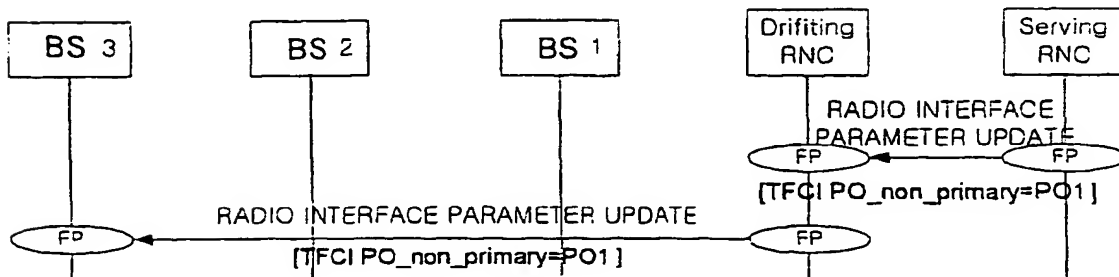 BS 3
BS 2
BS 1
Drifiting
RNC
Serving
RNC
RADIO INTERFACE
PARAMETER UPDATE
FP
FP
[TFCI PO_non_primary=PO1]
RADIO INTERFACE PARAMETER UPDATE
FP
FP
[TFCI PO_non_primary=PO1]